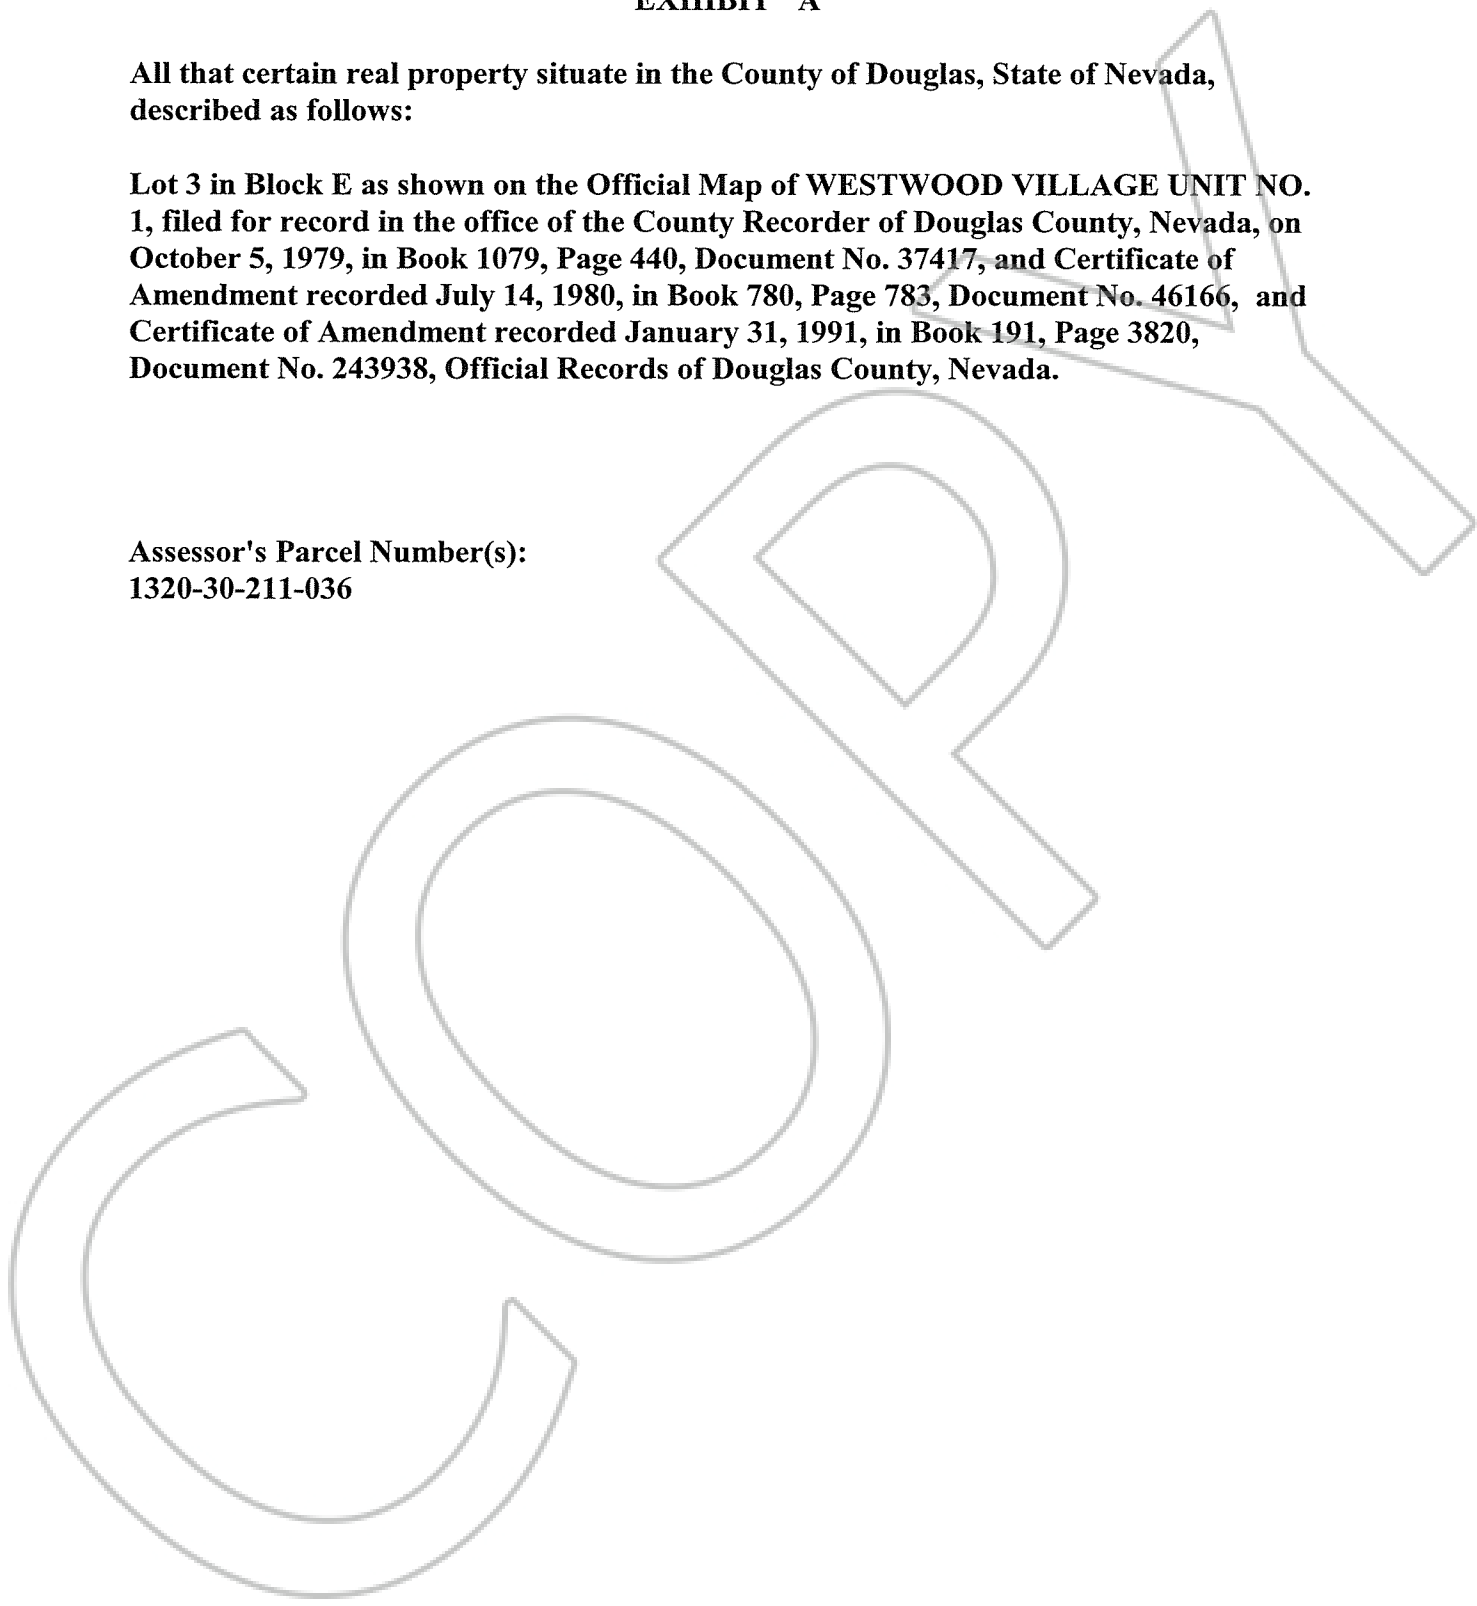 EXHIBIT A
All that certain real property situate in the County of Douglas, State of Nevada,
described as follows:
Lot 3 in Block E as shown on the Official Map of WESTWOOD VILLAGE UNIT NO.
1, filed for record in the office of the County Recorder of Douglas County, Nevada, on
October 5, 1979, in Book 1079, Page 440, Document No. 37417, and Certificate of
Amendment recorded July 14, 1980, in Book 780, Page 783, Document No. 46166,  and
Certificate of Amendment recorded January 31, 1991, in Book 191, Page 3820,
Document No. 243938, Official Records of Douglas County, Nevada.
Assessor's Parcel Number(s):
1320-30-211-036
COPY